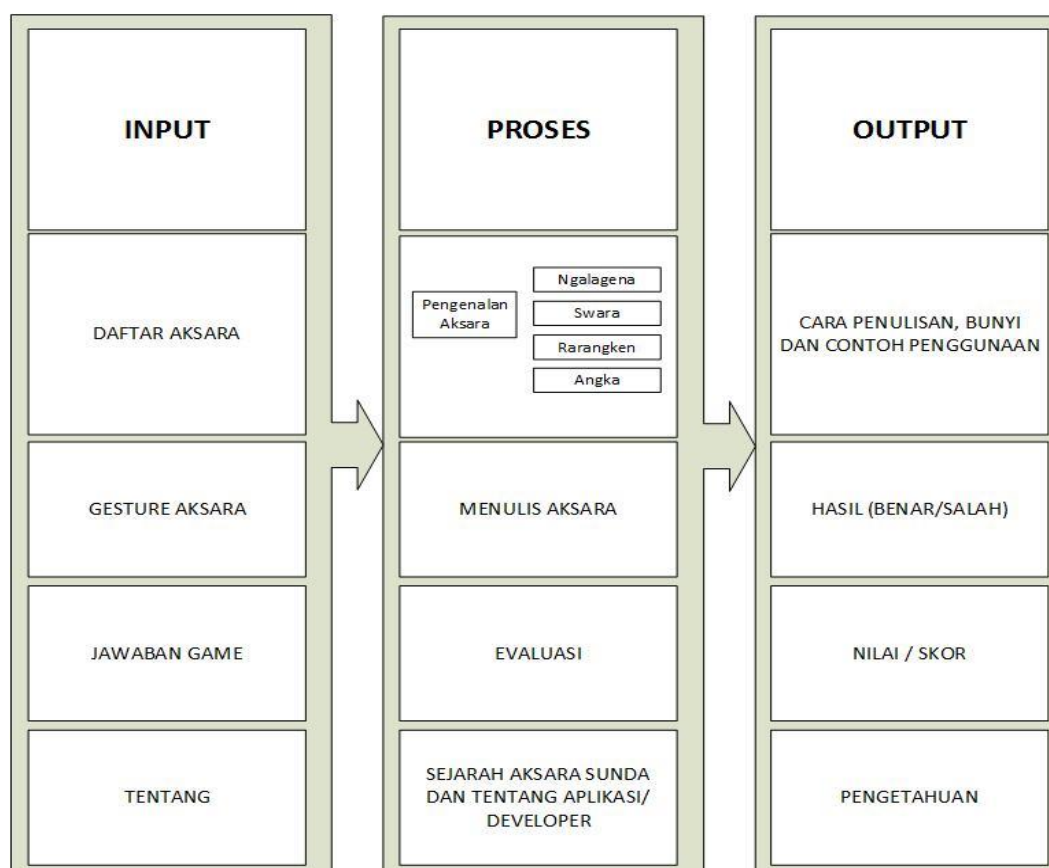 INPUT
DAFTAR AKSARA
GESTURE AKSARA
JAWABAN GAME
TENTANG
PROSES
Pengenalan
Aksara
Ngalagena
Swara
Rarangken
Angka
MENULIS AKSARA
EVALUASI
SEJARAH AKSARA SUNDA
DAN TENTANG APLIKASI/
DEVELOPER
OUTPUT
CARA PENULISAN, BUNYI
DAN CONTOH PENGGUNAAN
HASIL (BENAR/SALAH)
NILAI / SKOR
PENGETAHUAN